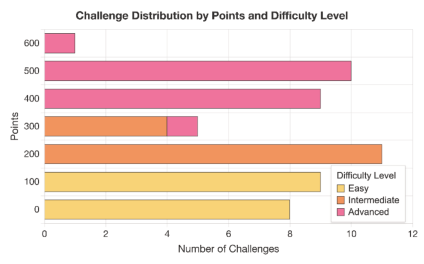 Challenge Distribution by Points and Difficulty Level
600
500
400
300
200
100
0
Points
Difficulty Level
Easy
Intermediate
Advanced
0 2 4 6 8 10 12
Number of Challenges